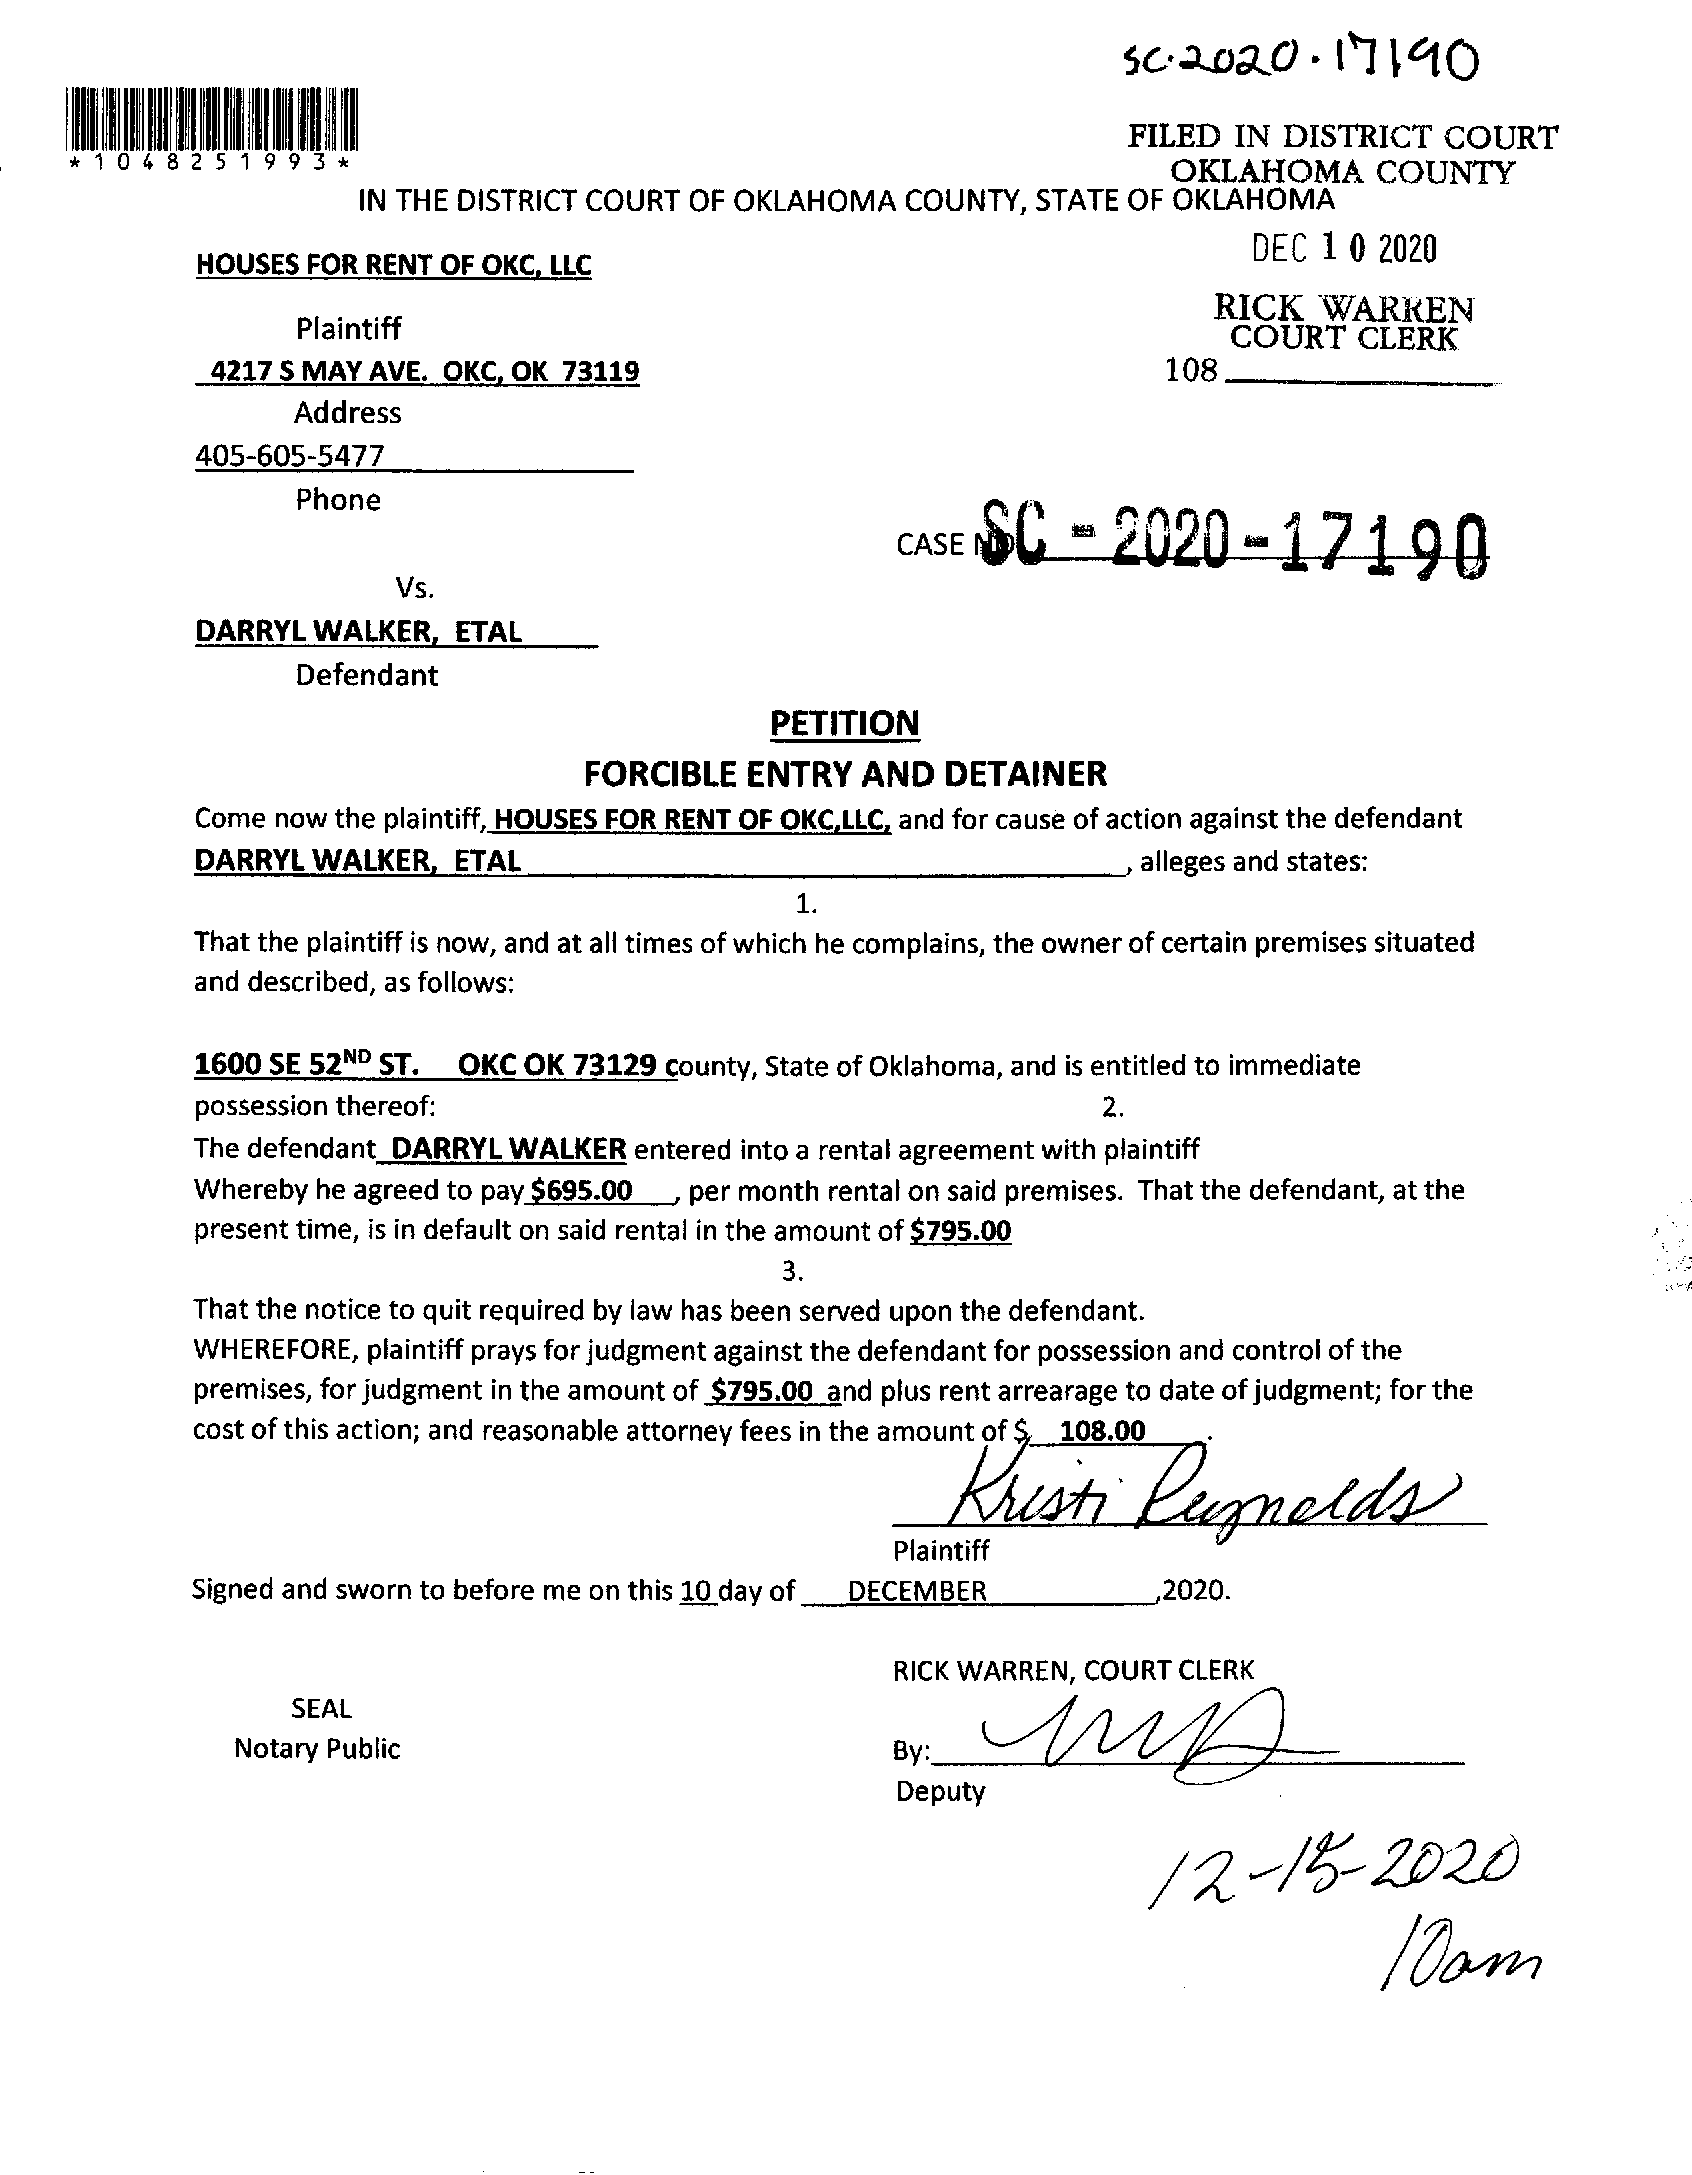 SC-2020-17190
*1048251993*
FILED IN DISTRICT COURT
OKLAHOMA COUNTY
IN THE DISTRICT COURT OF OKLAHOMA COUNTY, STATE OF OKLAHOMA
DEC 10 2020
HOUSES FOR RENT OF OKC, LLC
RICK WARREN
COURT CLERK
Plaintiff
4217 S MAY AVE. OKC, OK 73119
108
Address
405-605-5477
Phone
CASE NO SC - 2020 - 17190
Vs.
DARRYL WALKER, ETAL
Defendant
PETITION
FORCIBLE ENTRY AND DETAINER
Come now the plaintiff, HOUSES FOR RENT OF OKC,LLC, and for cause of action against the defendant
DARRYL WALKER, ETAL , alleges and states:
1.
That the plaintiff is now, and at all times of which he complains, the owner of certain premises situated
and described, as follows:
1600 SE 52ND ST. OKC OK 73129 county, State of Oklahoma, and is entitled to immediate
possession thereof: 2.
The defendant DARRYL WALKER entered into a rental agreement with plaintiff
Whereby he agreed to pay $695.00 , per month rental on said premises. That the defendant, at the
present time, is in default on said rental in the amount of $795.00
3.
That the notice to quit required by law has been served upon the defendant.
WHEREFORE, plaintiff prays for judgment against the defendant for possession and control of the
premises, for judgment in the amount of $795.00 and plus rent arrearage to date of judgment; for the
cost of this action; and reasonable attorney fees in the amount of $ 108.00 .
Kristi Reynolds
Plaintiff
Signed and sworn to before me on this 10 day of DECEMBER ,2020.
RICK WARREN, COURT CLERK
SEAL
Notary Public
By:
Deputy
12-15-2020
10am